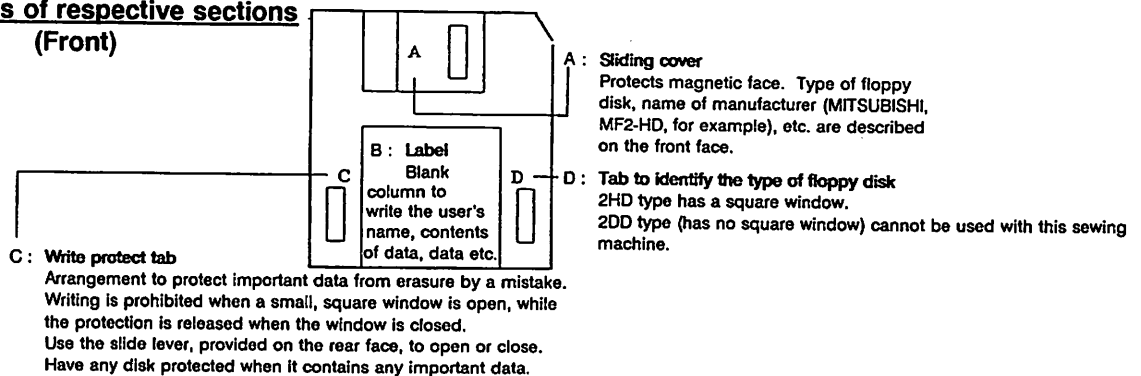 s of respective sections
(Front)
A
A : Sliding cover
Protects magnetic face. Type of floppy
disk, name of manufacturer (MITSUBISHI,
MF2-HD, for example), etc. are described
on the front face.
B : Label
Blank
column to
write the user's
name, contents
of data, data etc.
C
D
D : Tab to identify the type of floppy disk
2HD type has a square window.
2DD type (has no square window) cannot be used with this sewing
machine.
C : Write protect tab
Arrangement to protect important data from erasure by a mistake.
Writing is prohibited when a small, square window is open, while
the protection is released when the window is closed.
Use the slide lever, provided on the rear face, to open or close.
Have any disk protected when it contains any important data.